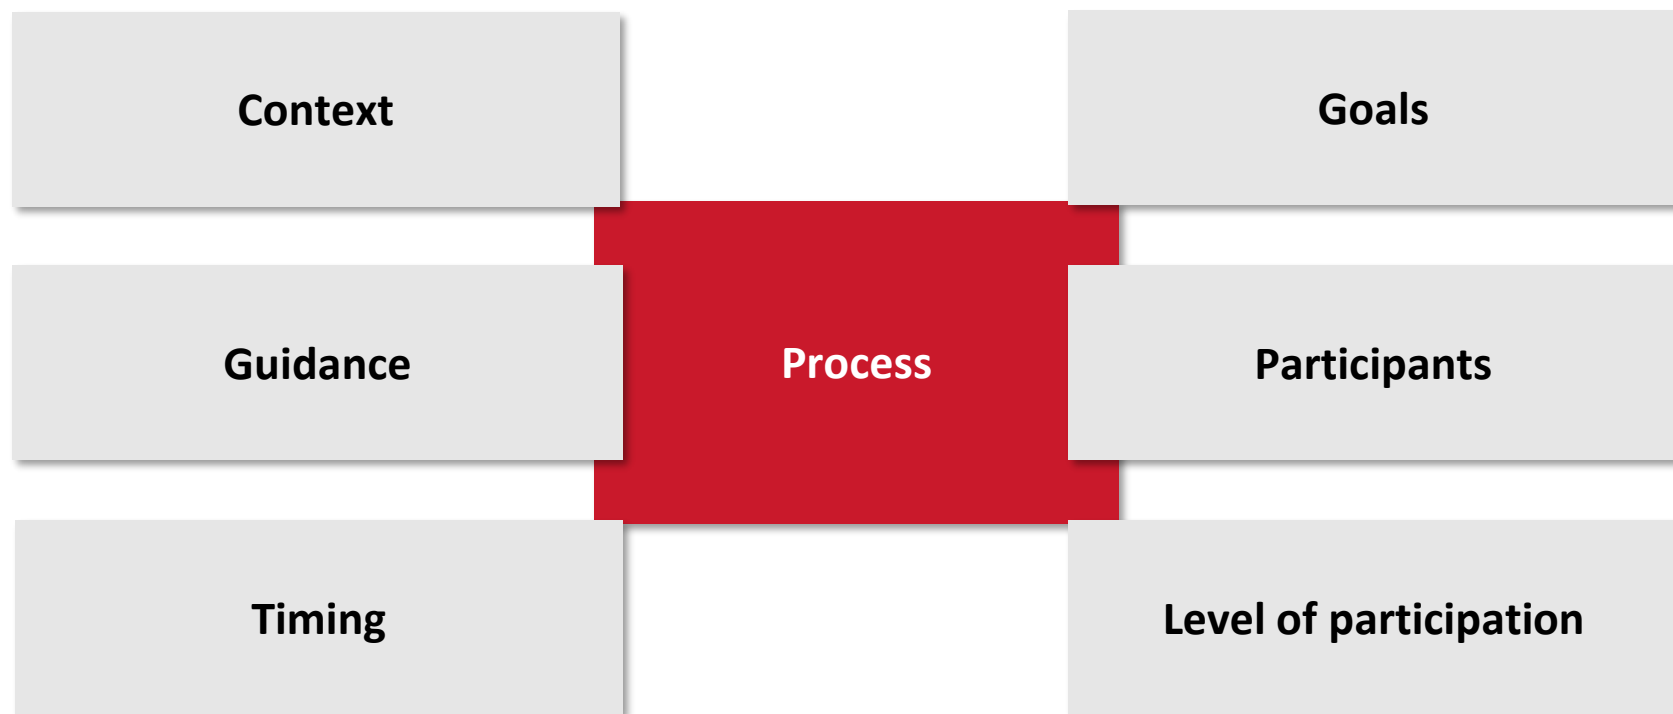 Context
Goals
Guidance
Process
Participants
Timing
Level of participation